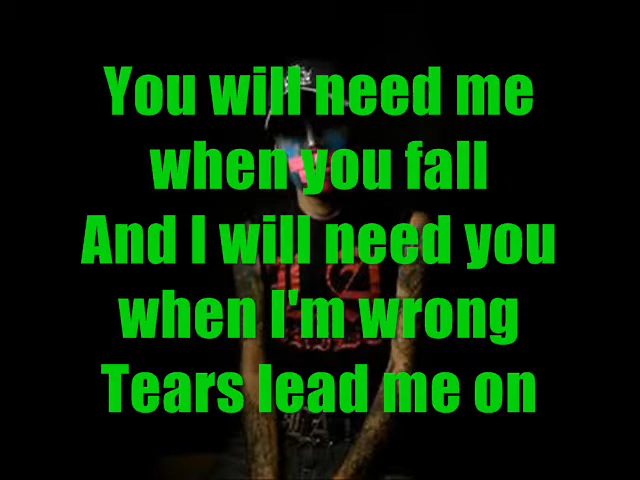 You will need me
when you fall
And I will need you
when I'm wrong
Tears lead me on